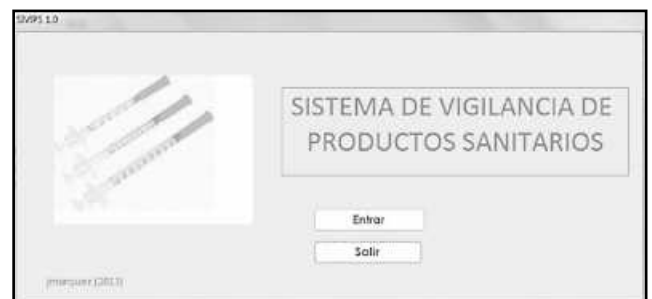 SIVIPS 1.0
SISTEMA DE VIGILANCIA DE
PRODUCTOS SANITARIOS
Entrar
Salir
jmarquez (2013)